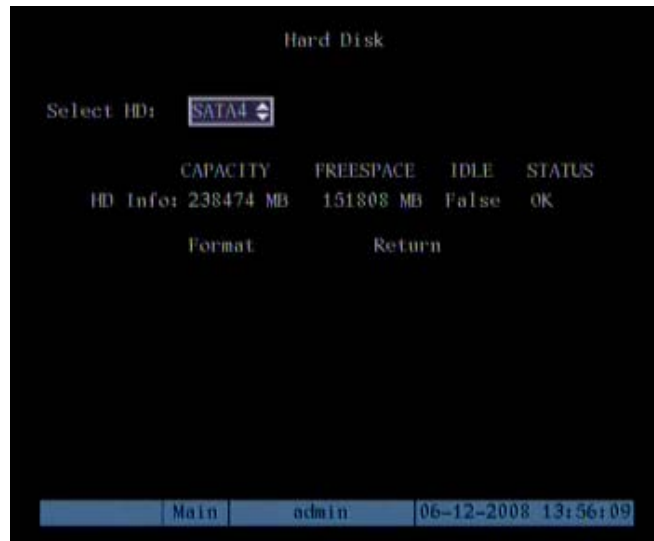 Hard Disk
Select HD: SATA4
CAPACITY FREESPACE IDLE STATUS
HD Info: 238474 MB 151808 MB False OK
Format Return
Main admin 06-12-2008 13:56:09